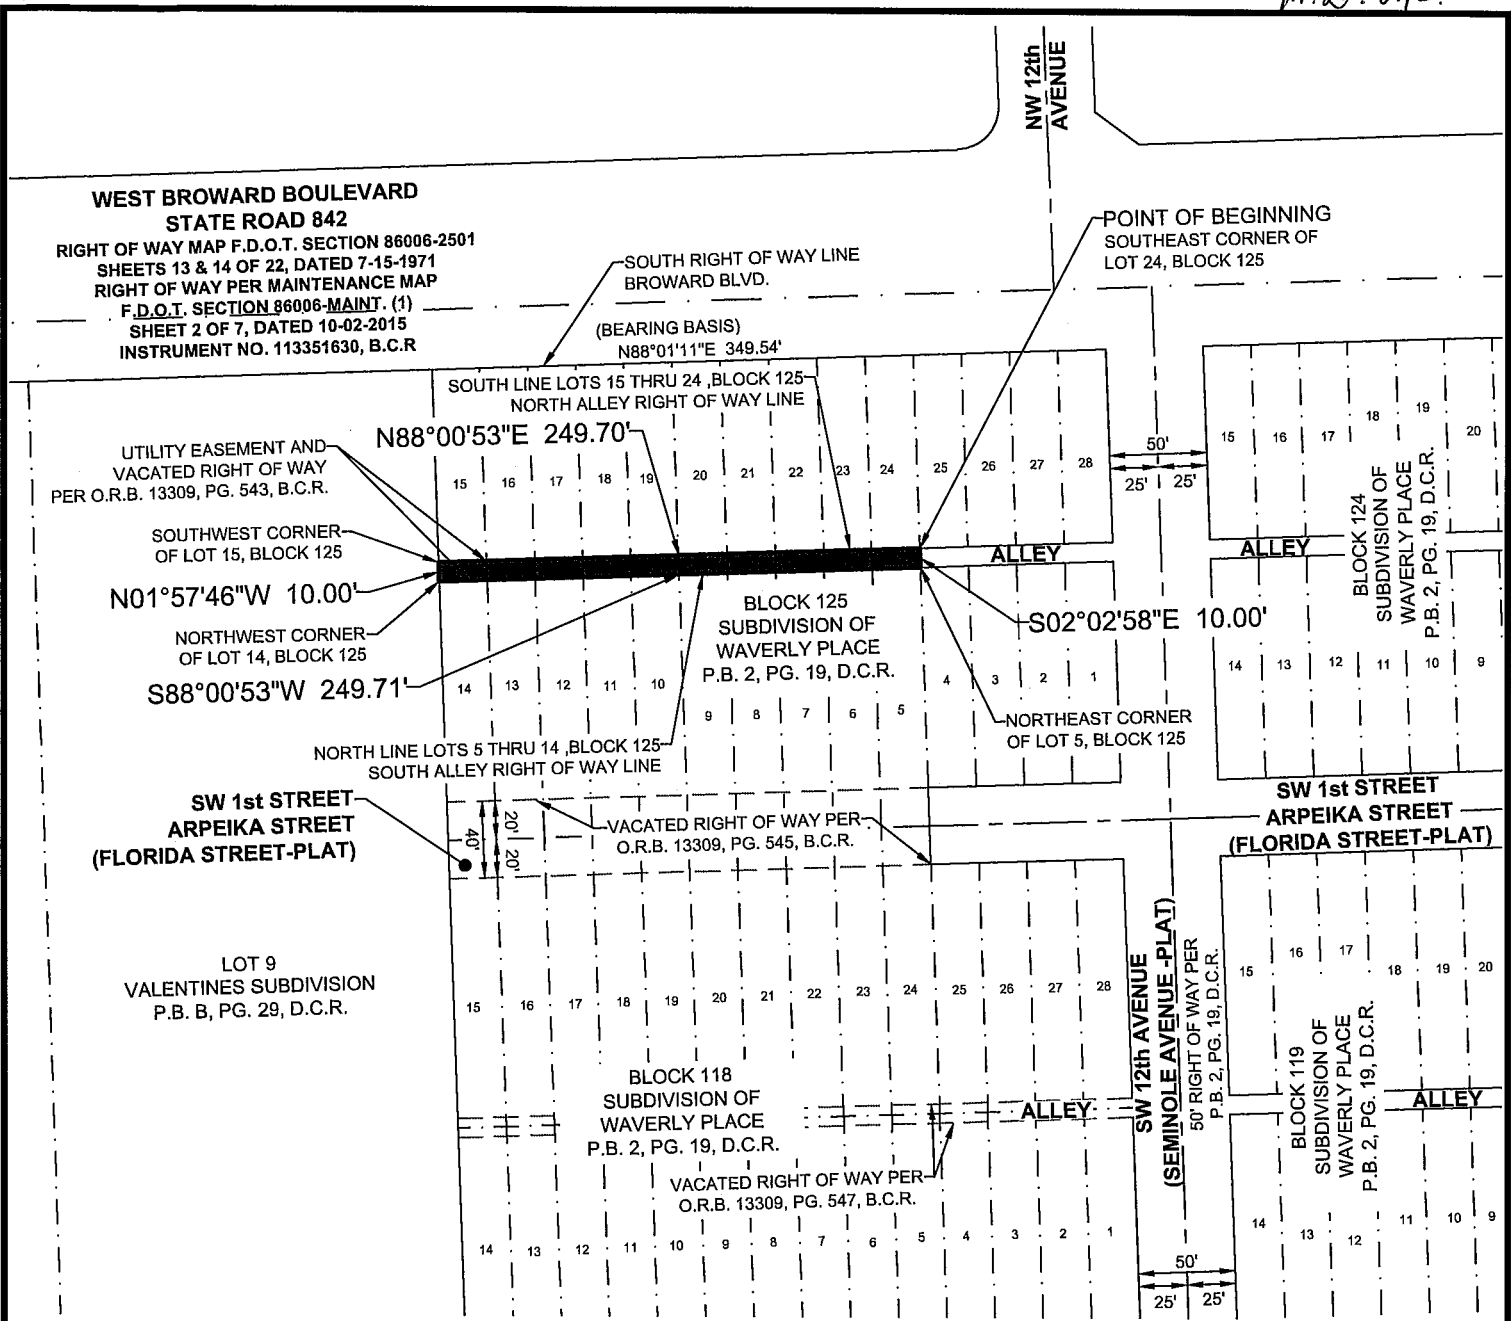 NW 12th
AVENUE
WEST BROWARD BOULEVARD
STATE ROAD 842
RIGHT OF WAY MAP F.D.O.T. SECTION 86006-2501
SHEETS 13 & 14 OF 22, DATED 7-15-1971
RIGHT OF WAY PER MAINTENANCE MAP
F.D.O.T. SECTION 86006-MAINT. (1)
SHEET 2 OF 7, DATED 10-02-2015
INSTRUMENT NO. 113351630, B.C.R
SOUTH RIGHT OF WAY LINE
BROWARD BLVD.
POINT OF BEGINNING
SOUTHEAST CORNER OF
LOT 24, BLOCK 125
(BEARING BASIS)
N88°01'11"E 349.54'
SOUTH LINE LOTS 15 THRU 24 ,BLOCK 125
NORTH ALLEY RIGHT OF WAY LINE
N88°00'53"E 249.70'
UTILITY EASEMENT AND
VACATED RIGHT OF WAY
PER O.R.B. 13309, PG. 543, B.C.R.
15 16 17 18 19 20 21 22 23 24 25 26 27 28
50'
25' 25'
15 16 17 18 19 20
SOUTHWEST CORNER
OF LOT 15, BLOCK 125
ALLEY
ALLEY
BLOCK 124
SUBDIVISION OF
WAVERLY PLACE
P.B. 2, PG. 19, D.C.R.
N01°57'46"W 10.00'
NORTHWEST CORNER
OF LOT 14, BLOCK 125
BLOCK 125
SUBDIVISION OF
WAVERLY PLACE
P.B. 2, PG. 19, D.C.R.
S02°02'58"E 10.00'
S88°00'53"W 249.71'
14 13 12 11 10 9 8 7 6 5 4 3 2 1
14 13 12 11 10 9
NORTHEAST CORNER
OF LOT 5, BLOCK 125
NORTH LINE LOTS 5 THRU 14 ,BLOCK 125
SOUTH ALLEY RIGHT OF WAY LINE
SW 1st STREET
ARPEIKA STREET
(FLORIDA STREET-PLAT)
40'
20'
20'
VACATED RIGHT OF WAY PER
O.R.B. 13309, PG. 545, B.C.R.
SW 1st STREET
ARPEIKA STREET
(FLORIDA STREET-PLAT)
LOT 9
VALENTINES SUBDIVISION
P.B. B, PG. 29, D.C.R.
15 16 17 18 19 20 21 22 23 24 25 26 27 28
SW 12th AVENUE
(SEMINOLE AVENUE -PLAT)
50' RIGHT OF WAY PER
P.B. 2, PG. 19, D.C.R.
15 16 17 18 19 20
BLOCK 118
SUBDIVISION OF
WAVERLY PLACE
P.B. 2, PG. 19, D.C.R.
ALLEY
BLOCK 119
SUBDIVISION OF
WAVERLY PLACE
P.B. 2, PG. 19, D.C.R.
ALLEY
VACATED RIGHT OF WAY PER
O.R.B. 13309, PG. 547, B.C.R.
14 13 12 11 10 9 8 7 6 5 4 3 2 1
14 13 12 11 10 9
50'
25' 25'